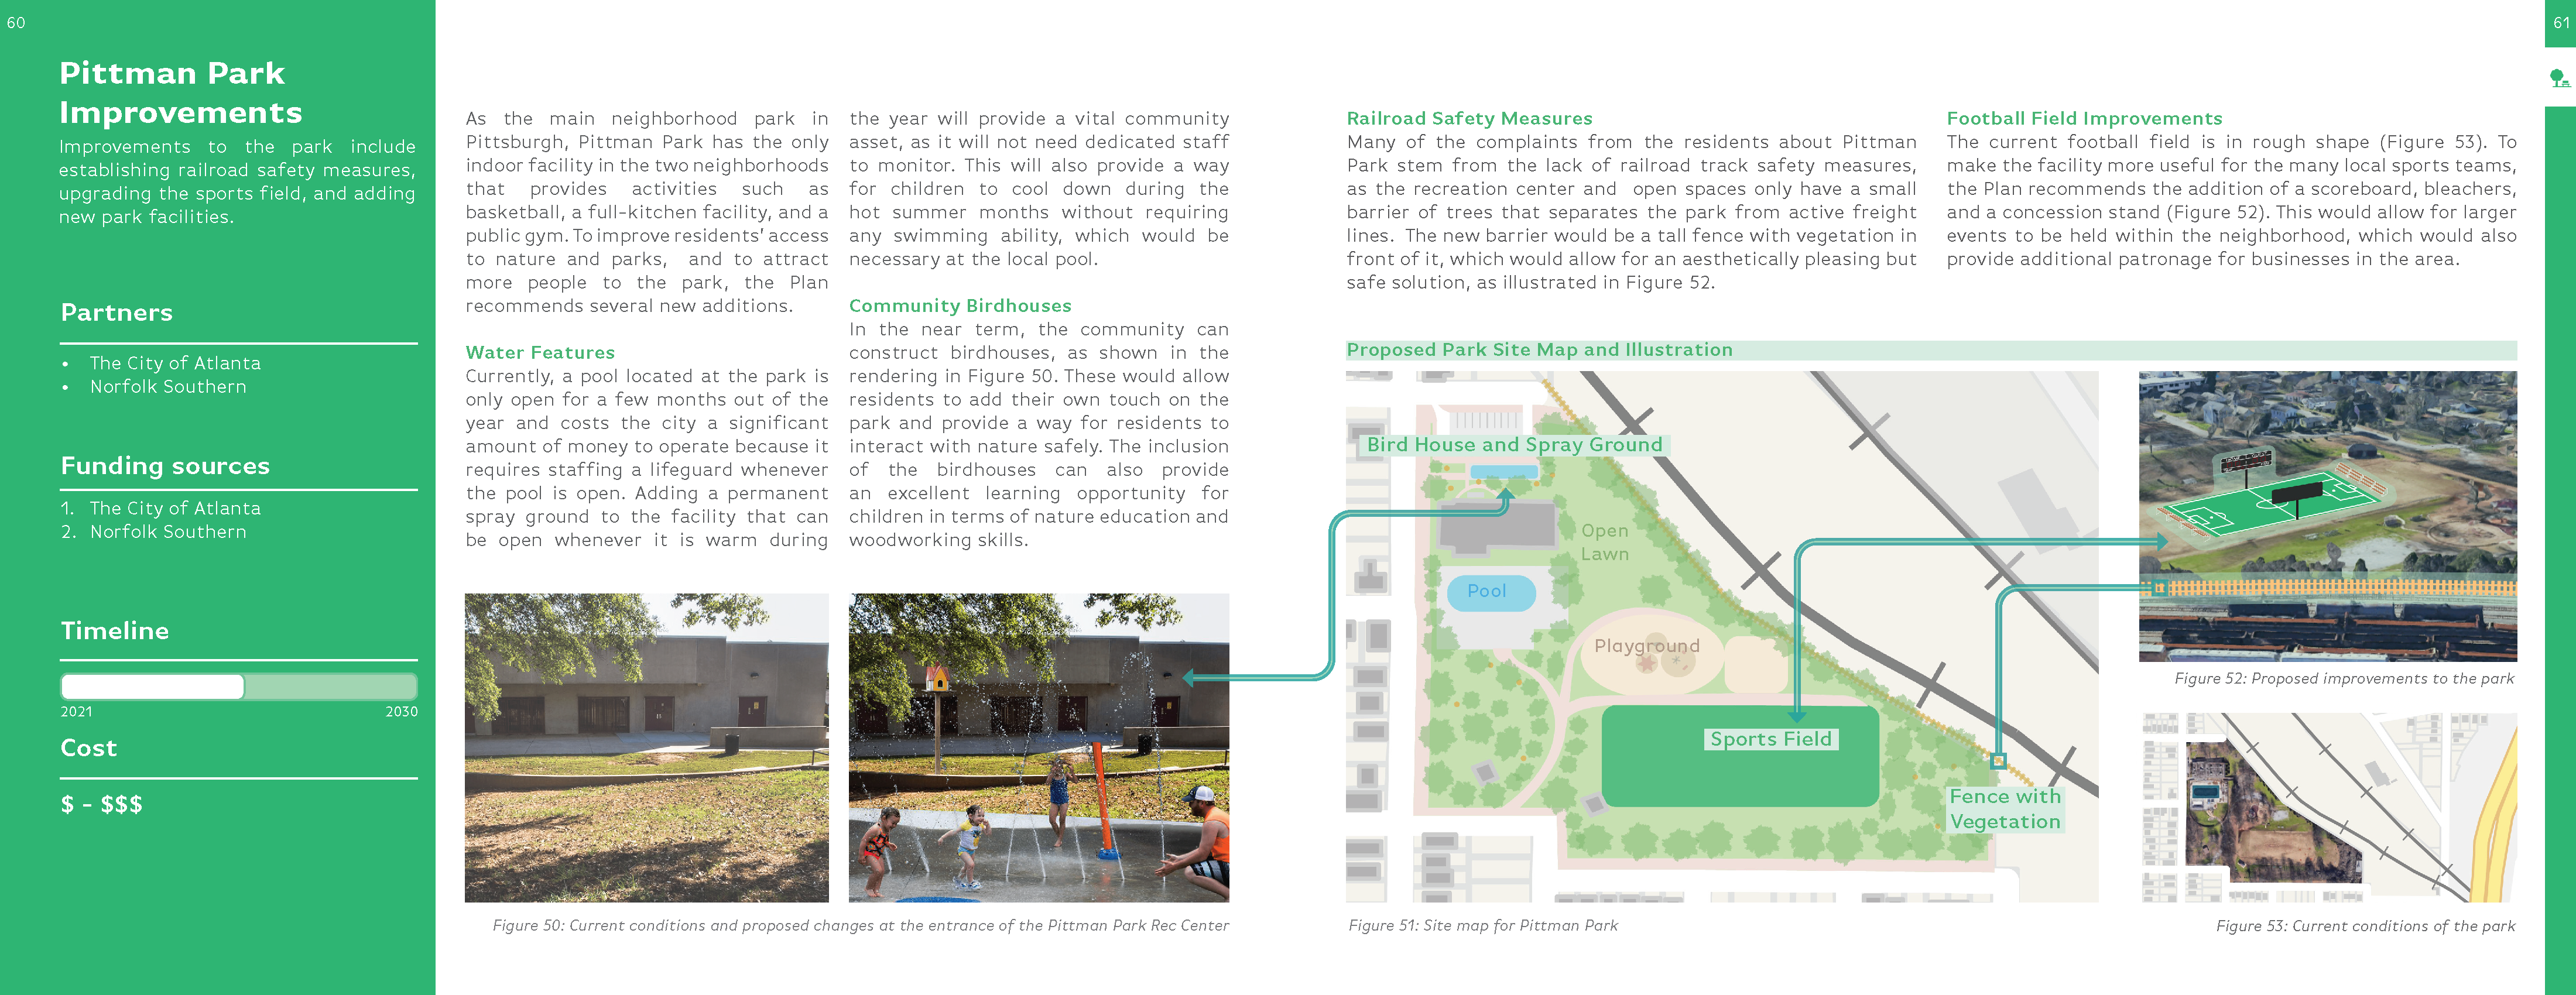 60
Pittman Park
Improvements
Improvements to the park include
establishing railroad safety measures,
upgrading the sports field, and adding
new park facilities.
Partners
• The City of Atlanta
• Norfolk Southern
Funding sources
1. The City of Atlanta
2. Norfolk Southern
Timeline
2021 2030
Cost
$ - $$$
As the main neighborhood park in
Pittsburgh, Pittman Park has the only
indoor facility in the two neighborhoods
that provides activities such as
basketball, a full-kitchen facility, and a
public gym. To improve residents' access
to nature and parks, and to attract
more people to the park, the Plan
recommends several new additions.
Water Features
Currently, a pool located at the park is
only open for a few months out of the
year and costs the city a significant
amount of money to operate because it
requires staffing a lifeguard whenever
the pool is open. Adding a permanent
spray ground to the facility that can
be open whenever it is warm during
the year will provide a vital community
asset, as it will not need dedicated staff
to monitor. This will also provide a way
for children to cool down during the
hot summer months without requiring
any swimming ability, which would be
necessary at the local pool.
Community Birdhouses
In the near term, the community can
construct birdhouses, as shown in the
rendering in Figure 50. These would allow
residents to add their own touch on the
park and provide a way for residents to
interact with nature safely. The inclusion
of the birdhouses can also provide
an excellent learning opportunity for
children in terms of nature education and
woodworking skills.
Figure 50: Current conditions and proposed changes at the entrance of the Pittman Park Rec Center
61
Railroad Safety Measures
Many of the complaints from the residents about Pittman
Park stem from the lack of railroad track safety measures,
as the recreation center and open spaces only have a small
barrier of trees that separates the park from active freight
lines. The new barrier would be a tall fence with vegetation in
front of it, which would allow for an aesthetically pleasing but
safe solution, as illustrated in Figure 52.
Football Field Improvements
The current football field is in rough shape (Figure 53). To
make the facility more useful for the many local sports teams,
the Plan recommends the addition of a scoreboard, bleachers,
and a concession stand (Figure 52). This would allow for larger
events to be held within the neighborhood, which would also
provide additional patronage for businesses in the area.
Proposed Park Site Map and Illustration
Bird House and Spray Ground
Open
Lawn
Pool
Playground
Sports Field
Fence with
Vegetation
Figure 51: Site map for Pittman Park
Figure 52: Proposed improvements to the park
Figure 53: Current conditions of the park